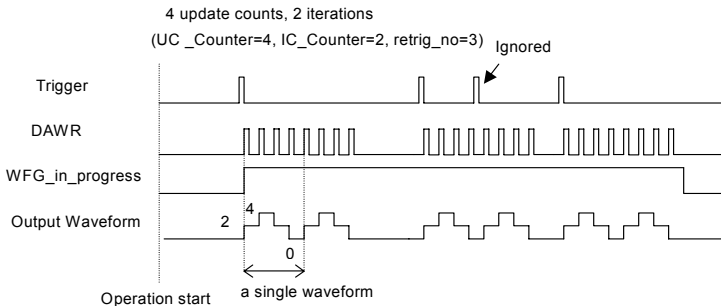 4 update counts, 2 iterations
(UC _Counter=4, IC_Counter=2, retrig_no=3)
Ignored
Trigger
DAWR
WFG_in_progress
4
Output Waveform
2
0
a single waveform
Operation start